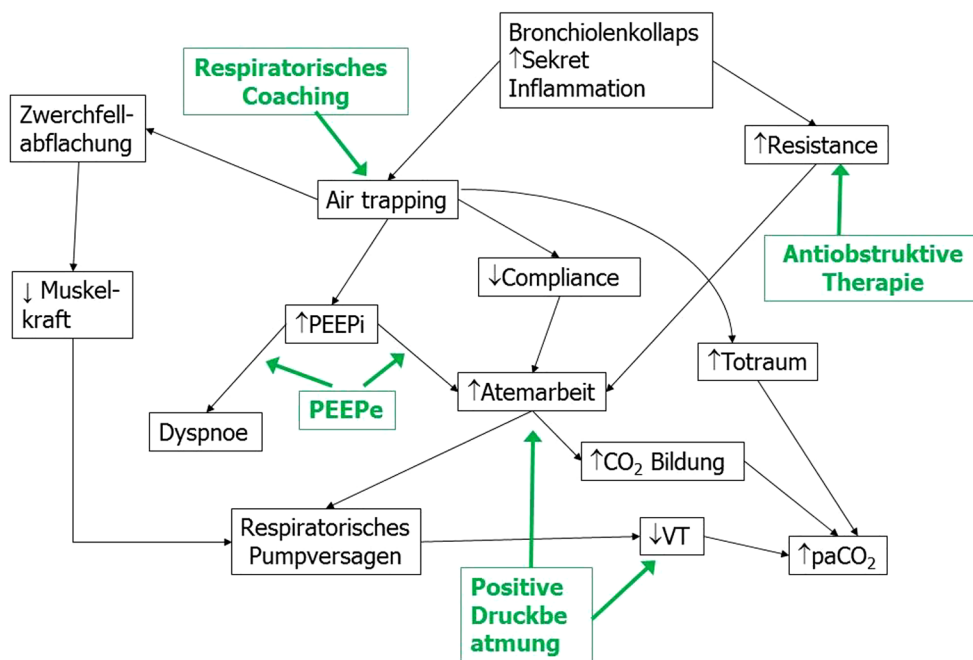 Bronchiolenkollaps
↑Sekret
Inflammation
Respiratorisches
Coaching
Zwerchfell-
abflachung
↑Resistance
Air trapping
Antiobstruktive
Therapie
↓Compliance
↓ Muskel-
kraft
↑PEEPi
↑Totraum
↑Atemarbeit
PEEPe
Dyspnoe
↑CO₂ Bildung
Respiratorisches
Pumpversagen
↓VT
↑paCO₂
Positive
Druckbe
atmung